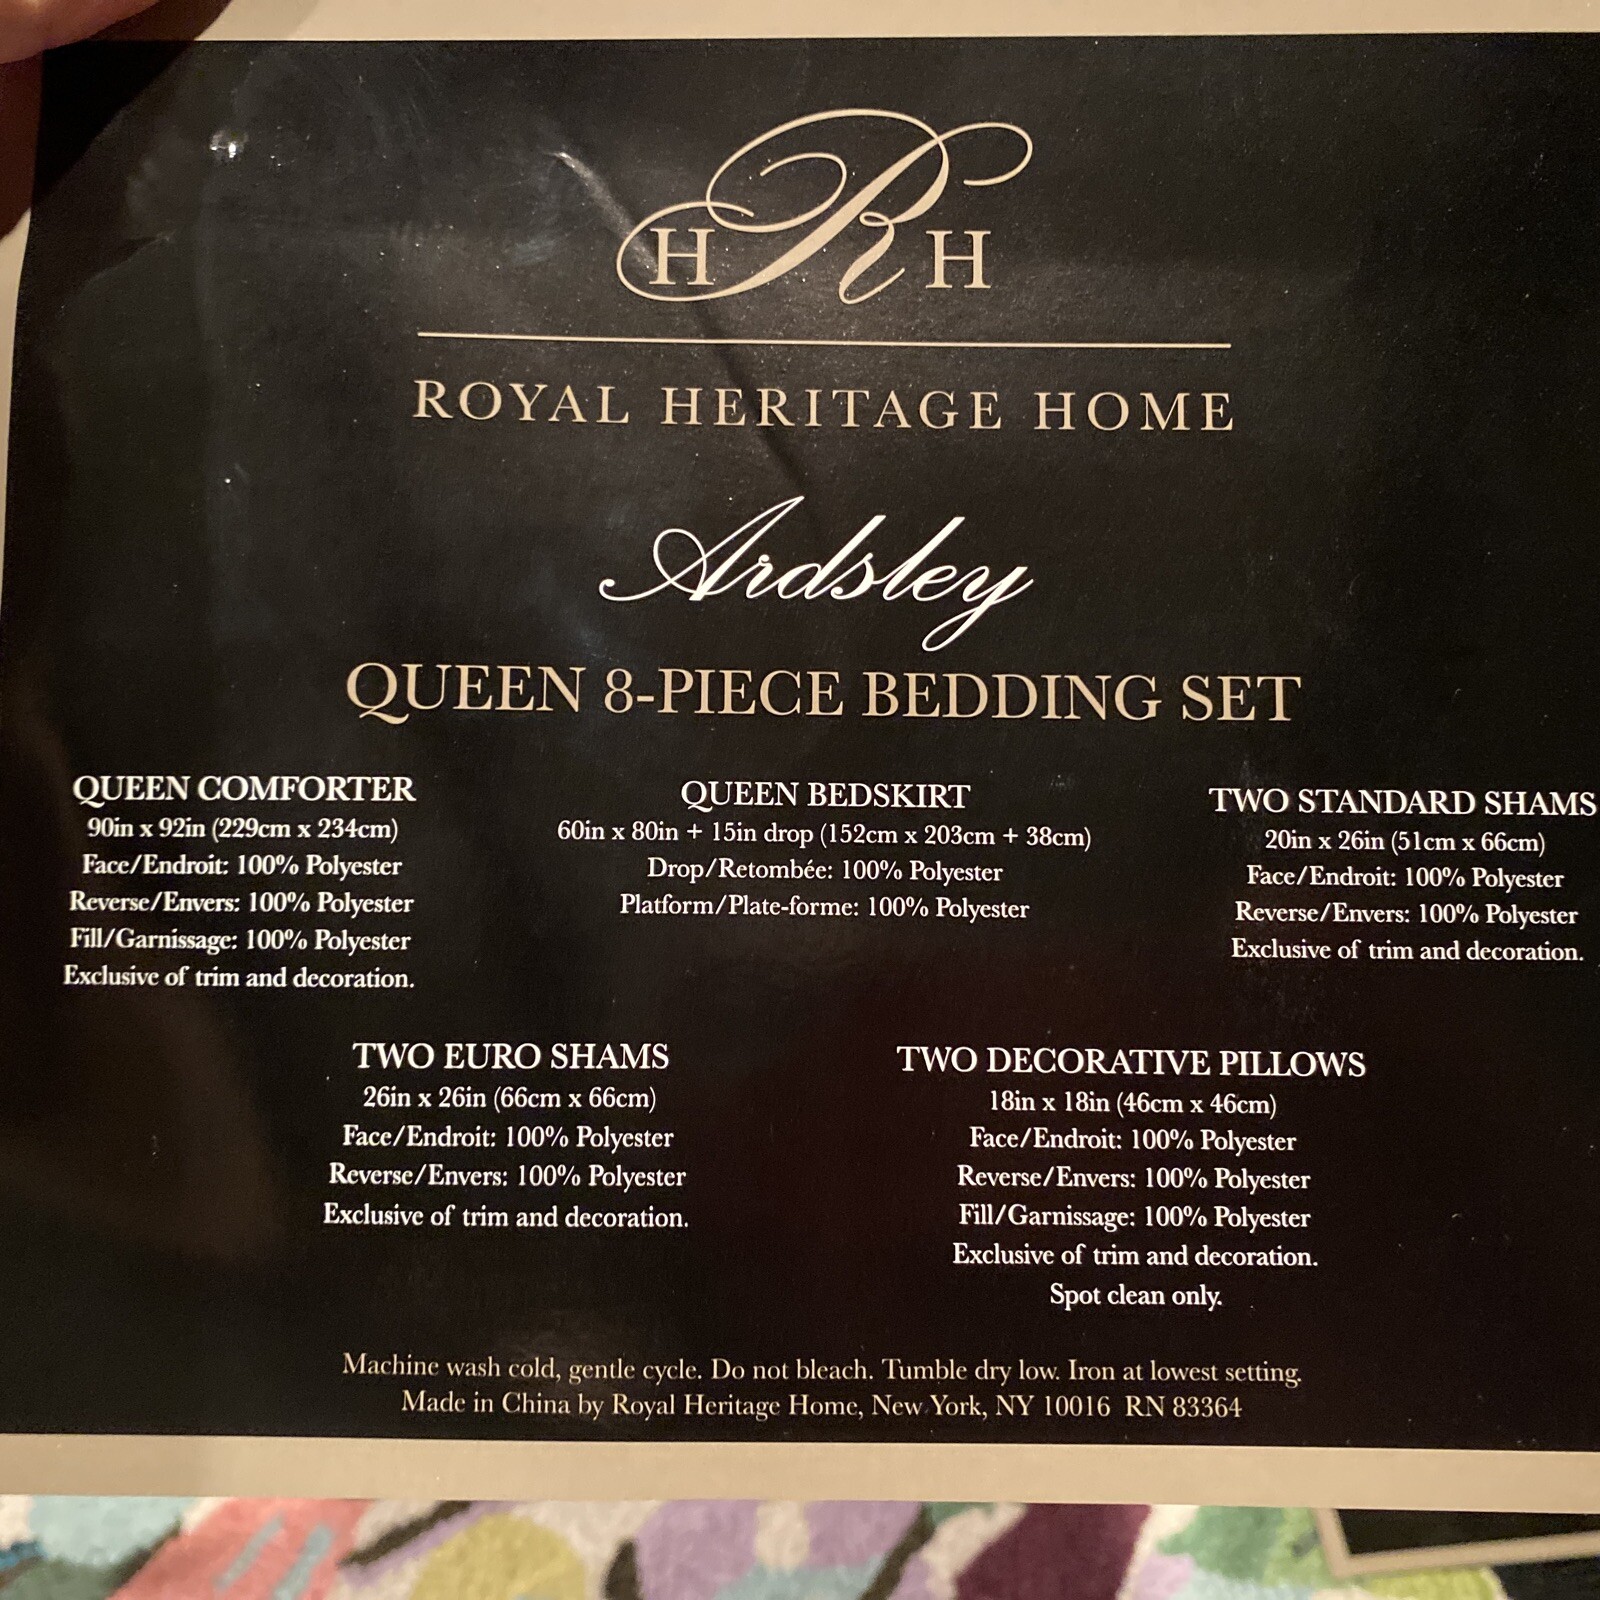 H R H
ROYAL HERITAGE HOME
Ardsley
QUEEN 8-PIECE BEDDING SET
QUEEN COMFORTER
90in x 92in (229cm x 234cm)
Face/Endroit: 100% Polyester
Reverse/Envers: 100% Polyester
Fill/Garnissage: 100% Polyester
Exclusive of trim and decoration.
QUEEN BEDSKIRT
60in x 80in + 15in drop (152cm x 203cm + 38cm)
Drop/Retombée: 100% Polyester
Platform/Plate-forme: 100% Polyester
TWO STANDARD SHAMS
20in x 26in (51cm x 66cm)
Face/Endroit: 100% Polyester
Reverse/Envers: 100% Polyester
Exclusive of trim and decoration.
TWO EURO SHAMS
26in x 26in (66cm x 66cm)
Face/Endroit: 100% Polyester
Reverse/Envers: 100% Polyester
Exclusive of trim and decoration.
TWO DECORATIVE PILLOWS
18in x 18in (46cm x 46cm)
Face/Endroit: 100% Polyester
Reverse/Envers: 100% Polyester
Fill/Garnissage: 100% Polyester
Exclusive of trim and decoration.
Spot clean only.
Machine wash cold, gentle cycle. Do not bleach. Tumble dry low. Iron at lowest setting.
Made in China by Royal Heritage Home, New York, NY 10016 RN 83364